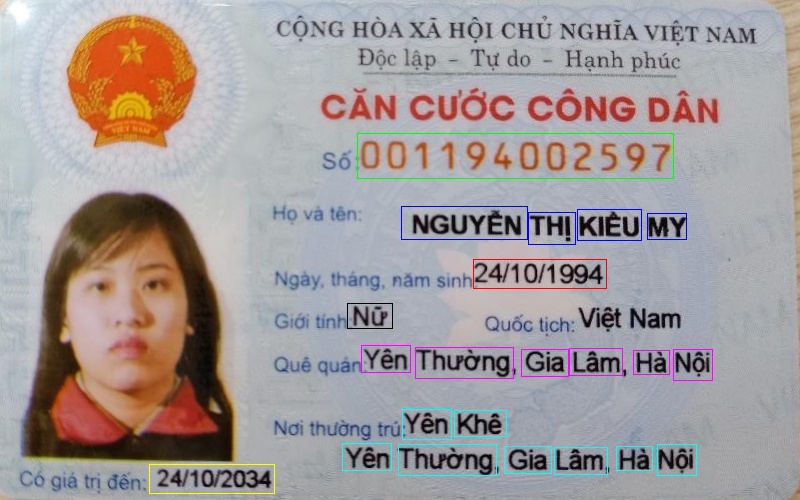 CỘNG HÒA XÃ HỘI CHỦ NGHĨA VIỆT NAM
Độc lập - Tự do - Hạnh phúc
CĂN CƯỚC CÔNG DÂN
Số: 001194002597
Họ và tên: NGUYỄN THỊ KIỀU MY
Ngày, tháng, năm sinh: 24/10/1994
Giới tính: Nữ Quốc tịch: Việt Nam
Quê quán: Yên Thường, Gia Lâm, Hà Nội
Nơi thường trú: Yên Khê
Yên Thường, Gia Lâm, Hà Nội
Có giá trị đến: 24/10/2034
VIỆT NAM